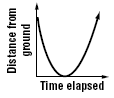 Distance from
ground
Time elapsed